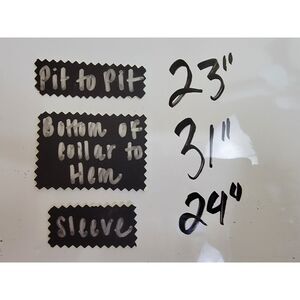 Pit to Pit 23"
Bottom of
collar to
Hem 31"
Sleeve 24"